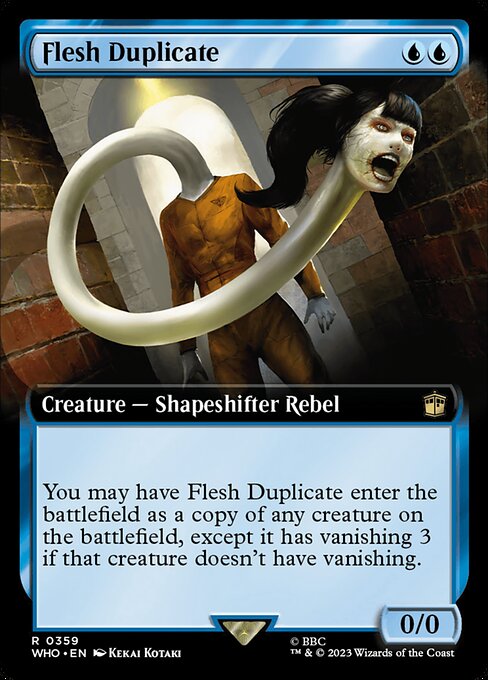 Flesh Duplicate
Creature — Shapeshifter Rebel
You may have Flesh Duplicate enter the
battlefield as a copy of any creature on
the battlefield, except it has vanishing 3
if that creature doesn't have vanishing.
0/0
R 0359
WHO • EN Kekai Kotaki
© BBC
™ & © 2023 Wizards of the Coast